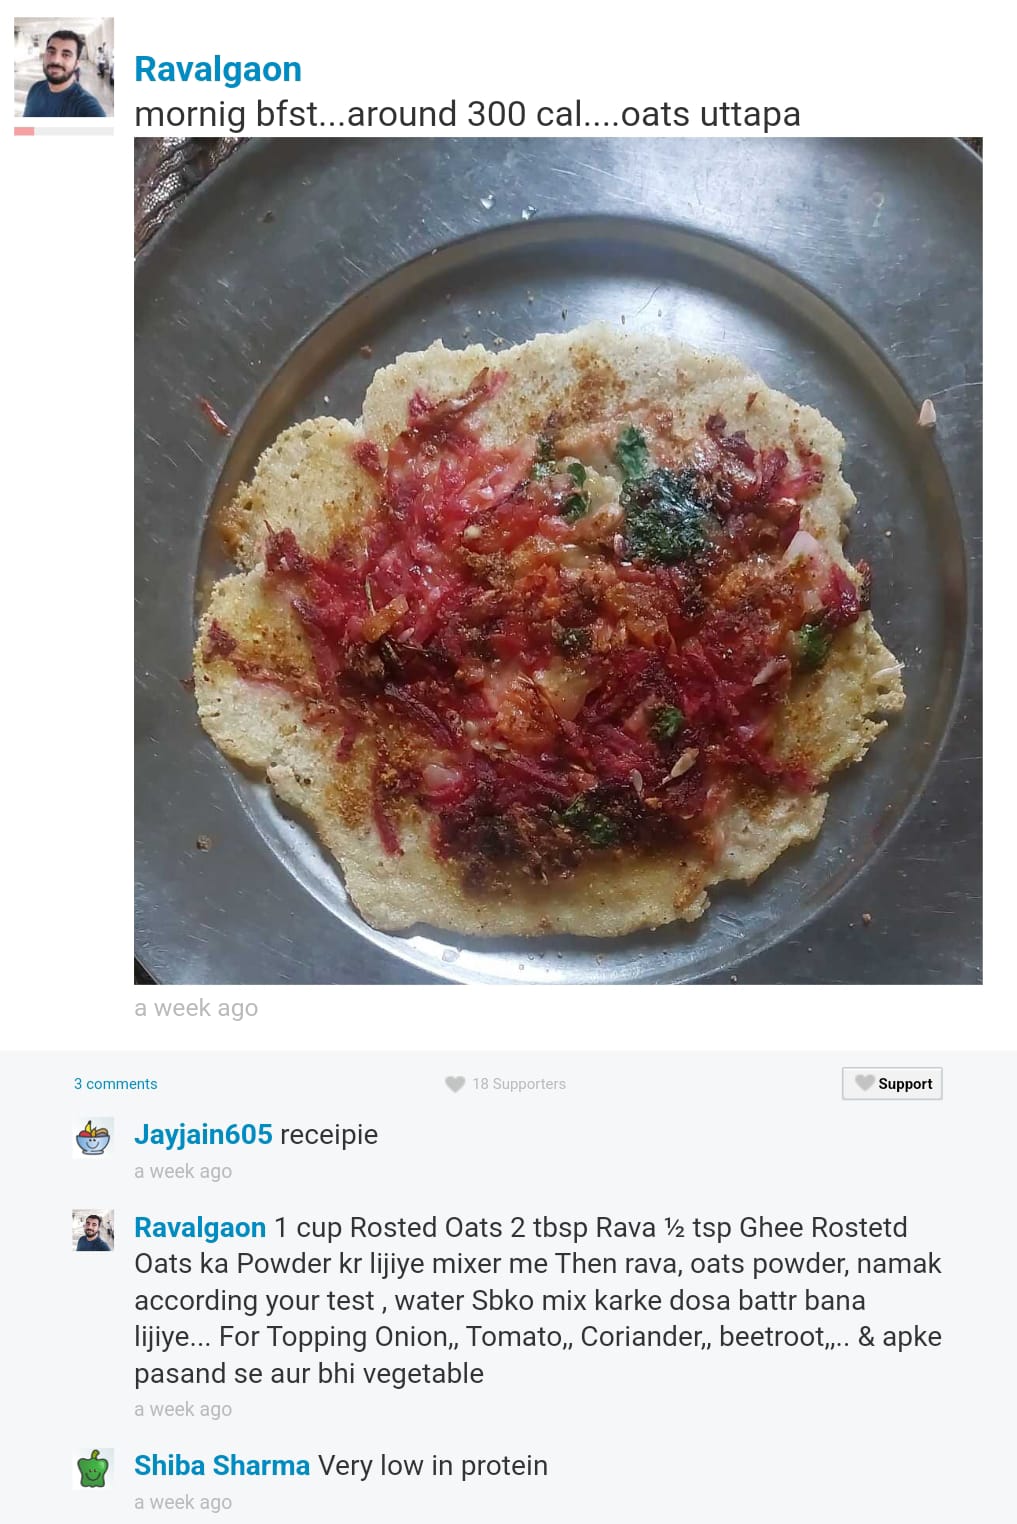 Ravalgaon
mornig bfst...around 300 cal....oats uttapa
a week ago
3 comments
18 Supporters
Support
Jayjain605 receipie
a week ago
Ravalgaon 1 cup Rosted Oats 2 tbsp Rava ½ tsp Ghee Rostetd
Oats ka Powder kr lijiye mixer me Then rava, oats powder, namak
according your test , water Sbko mix karke dosa battr bana
lijiye... For Topping Onion,, Tomato,, Coriander,, beetroot,,.. & apke
pasand se aur bhi vegetable
a week ago
Shiba Sharma Very low in protein
a week ago